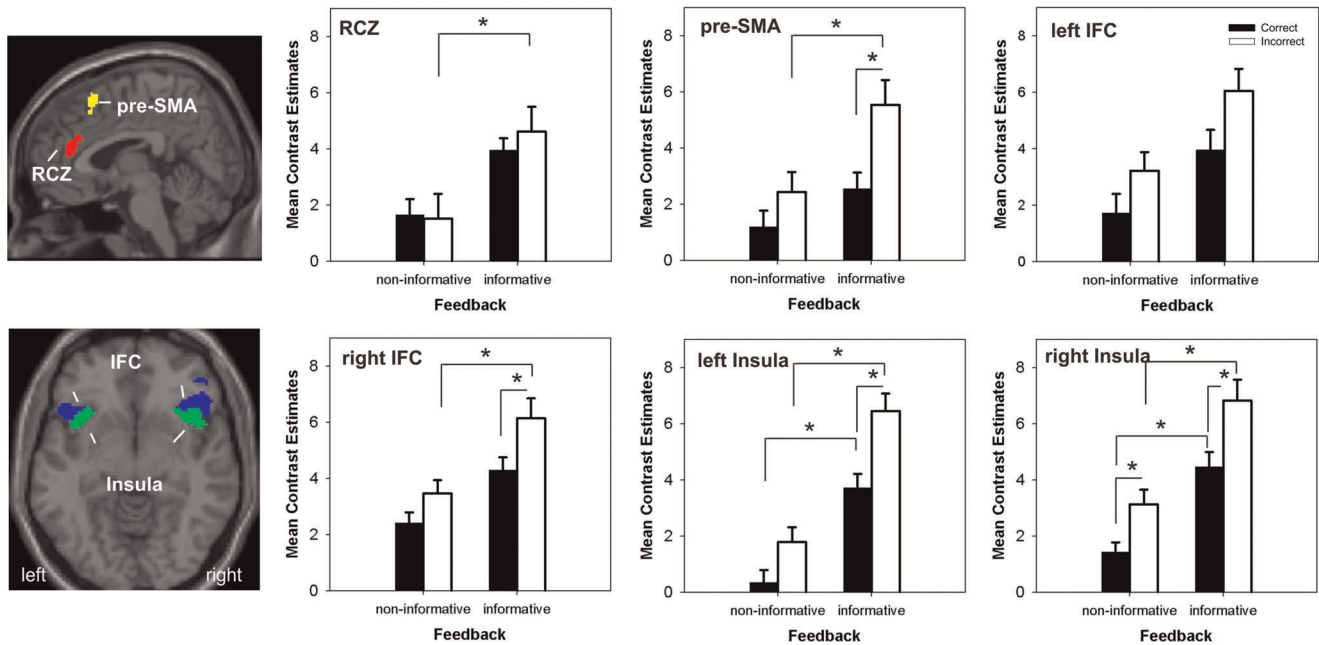 pre-SMA
RCZ
RCZ
*
Mean Contrast Estimates
8
6
4
2
0
non-informative informative
Feedback
pre-SMA
*
*
Mean Contrast Estimates
8
6
4
2
0
non-informative informative
Feedback
left IFC
Correct
Incorrect
Mean Contrast Estimates
8
6
4
2
0
non-informative informative
Feedback
IFC
Insula
left right
right IFC
*
*
Mean Contrast Estimates
8
6
4
2
0
non-informative informative
Feedback
left Insula
*
*
*
Mean Contrast Estimates
8
6
4
2
0
non-informative informative
Feedback
right Insula
*
*
*
*
Mean Contrast Estimates
8
6
4
2
0
non-informative informative
Feedback